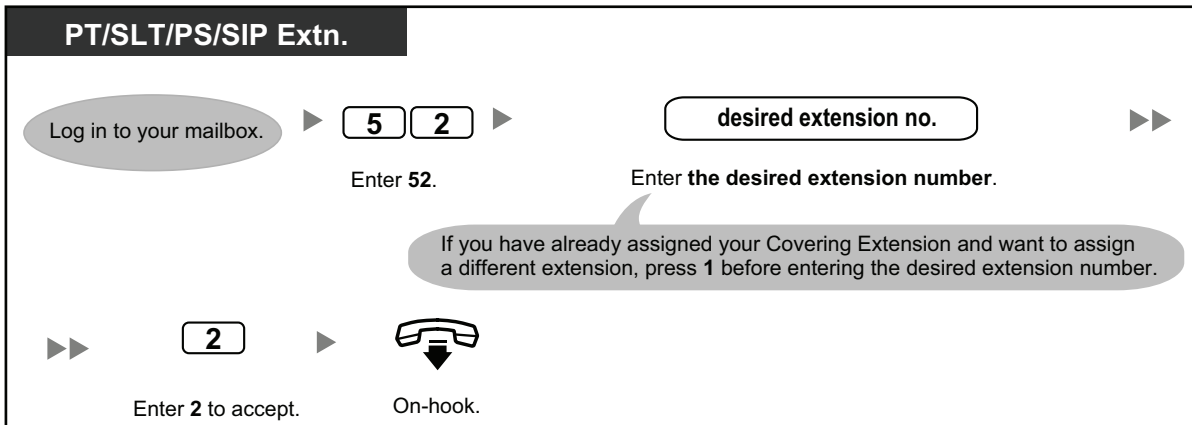 PT/SLT/PS/SIP Extn.
Log in to your mailbox.
5 2
desired extension no.
Enter 52.
Enter the desired extension number.
If you have already assigned your Covering Extension and want to assign
a different extension, press 1 before entering the desired extension number.
2
Enter 2 to accept.
On-hook.